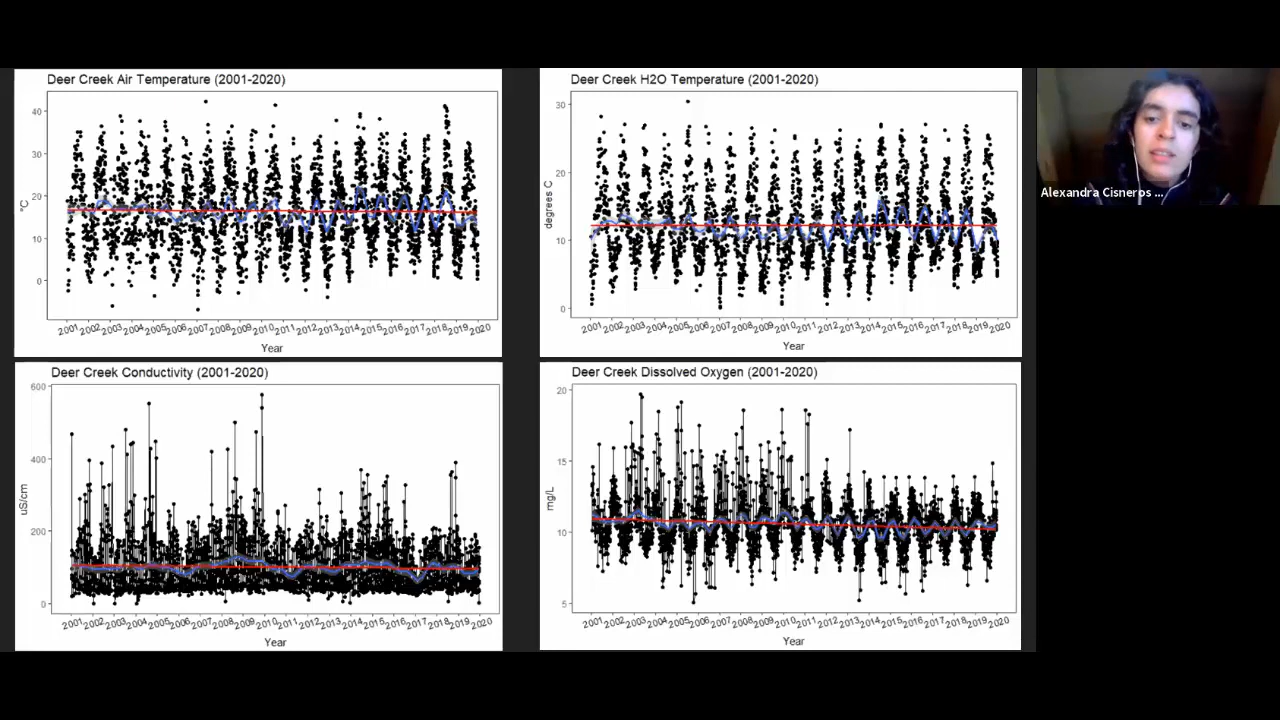 Deer Creek Air Temperature (2001-2020)
40
30
20
10
0
°C
2001 2002 2003 2004 2005 2006 2007 2008 2009 2010 2011 2012 2013 2014 2015 2016 2017 2018 2019 2020
Year
Deer Creek H2O Temperature (2001-2020)
30
20
10
0
degrees C
2001 2002 2003 2004 2005 2006 2007 2008 2009 2010 2011 2012 2013 2014 2015 2016 2017 2018 2019 2020
Year
Alexandra Cisneros ...
Deer Creek Conductivity (2001-2020)
600
400
200
0
uS/cm
2001 2002 2003 2004 2005 2006 2007 2008 2009 2010 2011 2012 2013 2014 2015 2016 2017 2018 2019 2020
Year
Deer Creek Dissolved Oxygen (2001-2020)
20
15
10
5
mg/L
2001 2002 2003 2004 2005 2006 2007 2008 2009 2010 2011 2012 2013 2014 2015 2016 2017 2018 2019 2020
Year